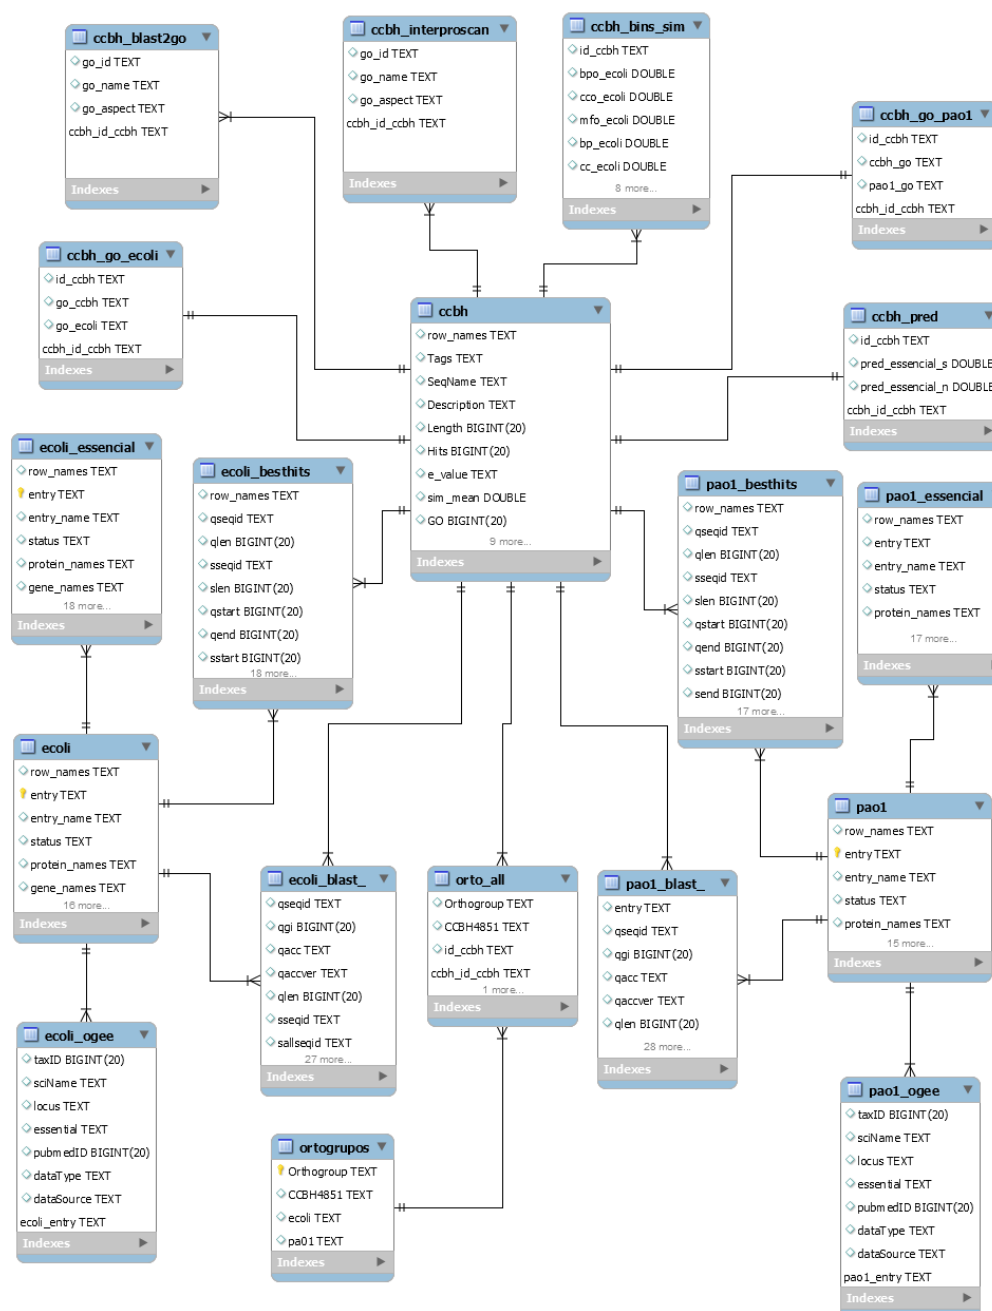 ccbh_blast2go
go_id TEXT
go_name TEXT
go_aspect TEXT
ccbh_id_ccbh TEXT
Indexes
ccbh_interproscan
go_id TEXT
go_name TEXT
go_aspect TEXT
ccbh_id_ccbh TEXT
Indexes
ccbh_bins_sim
id_ccbh TEXT
bpo_ecoli DOUBLE
cco_ecoli DOUBLE
mfo_ecoli DOUBLE
bp_ecoli DOUBLE
cc_ecoli DOUBLE
8 more...
Indexes
ccbh_go_pao1
id_ccbh TEXT
ccbh_go TEXT
pao1_go TEXT
ccbh_id_ccbh TEXT
Indexes
ccbh_go_ecoli
id_ccbh TEXT
go_ccbh TEXT
go_ecoli TEXT
ccbh_id_ccbh TEXT
Indexes
ccbh
row_names TEXT
Tags TEXT
SeqName TEXT
Description TEXT
Length BIGINT(20)
Hits BIGINT(20)
e_value TEXT
sim_mean DOUBLE
GO BIGINT(20)
9 more...
Indexes
ccbh_pred
id_ccbh TEXT
pred_essential_s DOUBLE
pred_essential_n DOUBLE
ccbh_id_ccbh TEXT
Indexes
ecoli_essencial
row_names TEXT
entry TEXT
entry_name TEXT
status TEXT
protein_names TEXT
gene_names TEXT
18 more...
Indexes
ecoli_besthits
row_names TEXT
qseqid TEXT
qlen BIGINT(20)
sseqid TEXT
slen BIGINT(20)
qstart BIGINT(20)
qend BIGINT(20)
sstart BIGINT(20)
18 more...
Indexes
pao1_besthits
row_names TEXT
qseqid TEXT
qlen BIGINT(20)
sseqid TEXT
slen BIGINT(20)
qstart BIGINT(20)
qend BIGINT(20)
sstart BIGINT(20)
send BIGINT(20)
17 more...
Indexes
pao1_essencial
row_names TEXT
entry TEXT
entry_name TEXT
status TEXT
protein_names TEXT
17 more...
Indexes
ecoli
row_names TEXT
entry TEXT
entry_name TEXT
status TEXT
protein_names TEXT
gene_names TEXT
16 more...
Indexes
pao1
row_names TEXT
entry TEXT
entry_name TEXT
status TEXT
protein_names TEXT
15 more...
Indexes
ecoli_blast_
qseqid TEXT
qgi BIGINT(20)
qacc TEXT
qaccver TEXT
qlen BIGINT(20)
sseqid TEXT
sallseqid TEXT
27 more...
Indexes
orto_all
Orthogroup TEXT
CCBH4851 TEXT
id_ccbh TEXT
ccbh_id_ccbh TEXT
1 more...
Indexes
pao1_blast_
entry TEXT
qseqid TEXT
qgi BIGINT(20)
qacc TEXT
qaccver TEXT
qlen BIGINT(20)
28 more...
Indexes
ecoli_ogee
taxID BIGINT(20)
sciName TEXT
locus TEXT
essential TEXT
pubmedID BIGINT(20)
dataType TEXT
dataSource TEXT
ecoli_entry TEXT
Indexes
ortogrupos
Orthogroup TEXT
CCBH4851 TEXT
ecoli TEXT
pa01 TEXT
Indexes
pao1_ogee
taxID BIGINT(20)
sciName TEXT
locus TEXT
essential TEXT
pubmedID BIGINT(20)
dataType TEXT
dataSource TEXT
pao1_entry TEXT
Indexes